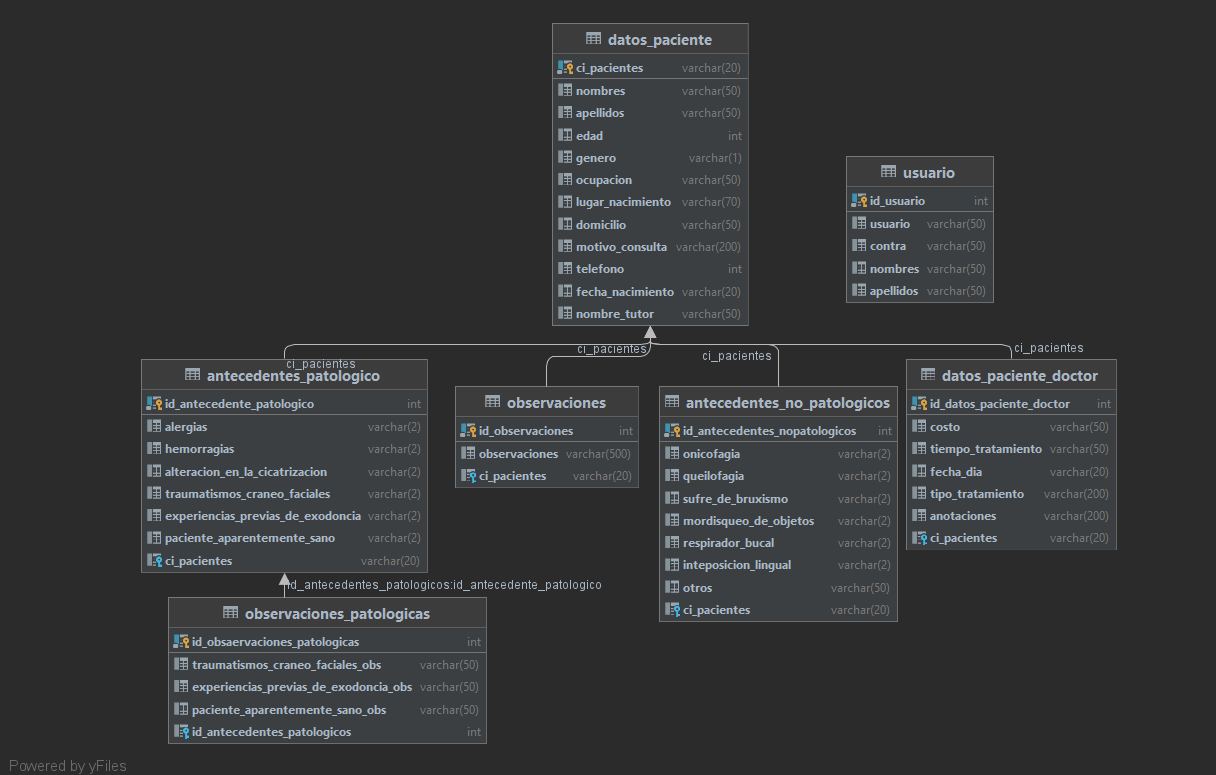 datos_paciente
ci_pacientes varchar(20)
nombres varchar(50)
apellidos varchar(50)
edad int
genero varchar(1)
ocupacion varchar(50)
lugar_nacimiento varchar(70)
domicilio varchar(50)
motivo_consulta varchar(200)
telefono int
fecha_nacimiento varchar(20)
nombre_tutor varchar(50)
usuario
id_usuario int
usuario varchar(50)
contra varchar(50)
nombres varchar(50)
apellidos varchar(50)
ci_pacientes
ci_pacientes
ci_pacientes
ci_pacientes
antecedentes_patologico
id_antecedente_patologico int
alergias varchar(2)
hemorragias varchar(2)
alteracion_en_la_cicatrizacion varchar(2)
traumatismos_craneo_faciales varchar(2)
experiencias_previas_de_exodoncia varchar(2)
paciente_aparentemente_sano varchar(2)
ci_pacientes varchar(20)
observaciones
id_observaciones int
observaciones varchar(500)
ci_pacientes varchar(20)
antecedentes_no_patologicos
id_antecedentes_nopatologicos int
onicofagia varchar(2)
queilofagia varchar(2)
sufre_de_bruxismo varchar(2)
mordisqueo_de_objetos varchar(2)
respirador_bucal varchar(2)
inteposicion_lingual varchar(2)
otros varchar(50)
ci_pacientes varchar(20)
datos_paciente_doctor
id_datos_paciente_doctor int
costo varchar(50)
tiempo_tratamiento varchar(50)
fecha_dia varchar(20)
tipo_tratamiento varchar(200)
anotaciones varchar(200)
ci_pacientes varchar(20)
id_antecedentes_patologicos:id_antecedente_patologico
observaciones_patologicas
id_obsaervaciones_patologicas int
traumatismos_craneo_faciales_obs varchar(50)
experiencias_previas_de_exodoncia_obs varchar(50)
paciente_aparentemente_sano_obs varchar(50)
id_antecedentes_patologicos int
Powered by yFiles